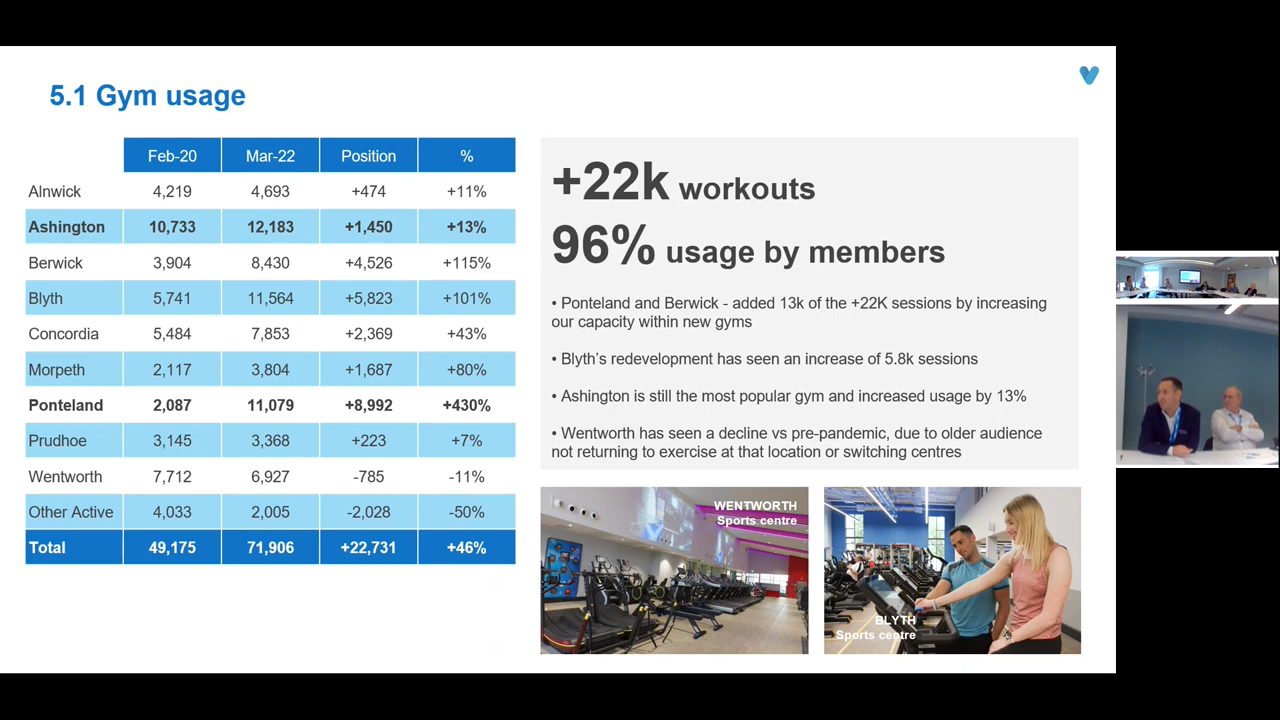 5.1 Gym usage
Feb-20 Mar-22 Position %
Alnwick 4,219 4,693 +474 +11%
Ashington 10,733 12,183 +1,450 +13%
Berwick 3,904 8,430 +4,526 +115%
Blyth 5,741 11,564 +5,823 +101%
Concordia 5,484 7,853 +2,369 +43%
Morpeth 2,117 3,804 +1,687 +80%
Ponteland 2,087 11,079 +8,992 +430%
Prudhoe 3,145 3,368 +223 +7%
Wentworth 7,712 6,927 -785 -11%
Other Active 4,033 2,005 -2,028 -50%
Total 49,175 71,906 +22,731 +46%
+22k workouts
96% usage by members
• Ponteland and Berwick - added 13k of the +22K sessions by increasing
our capacity within new gyms
• Blyth's redevelopment has seen an increase of 5.8k sessions
• Ashington is still the most popular gym and increased usage by 13%
• Wentworth has seen a decline vs pre-pandemic, due to older audience
not returning to exercise at that location or switching centres
WENTWORTH
Sports centre
BLYTH
Sports centre